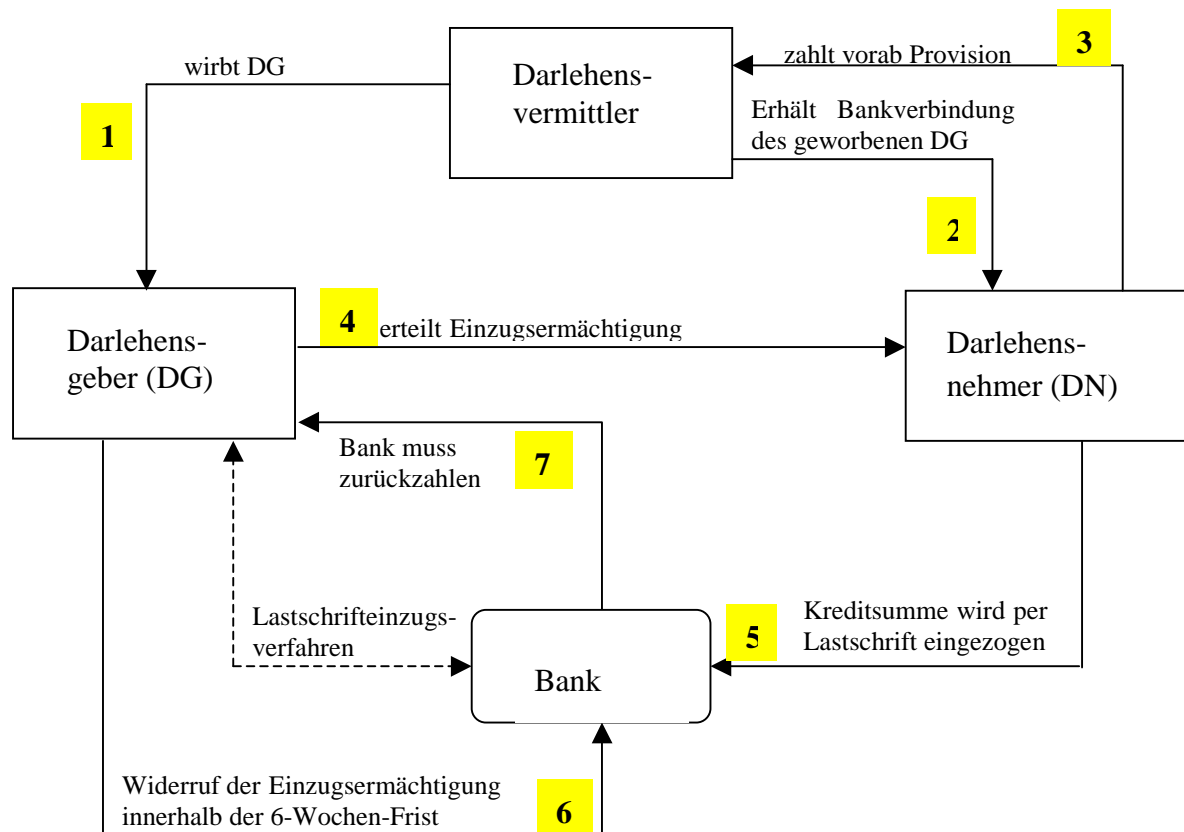 3
zahlt vorab Provision
wirbt DG
Darlehens-
vermittler
1
Erhält Bankverbindung
des geworbenen DG
2
4
erteilt Einzugsermächtigung
Darlehens-
geber (DG)
Darlehens-
nehmer (DN)
Bank muss
zurückzahlen
7
Lastschrifteinzugs-
verfahren
5
Kreditsumme wird per
Lastschrift eingezogen
Bank
Widerruf der Einzugsermächtigung
innerhalb der 6-Wochen-Frist
6